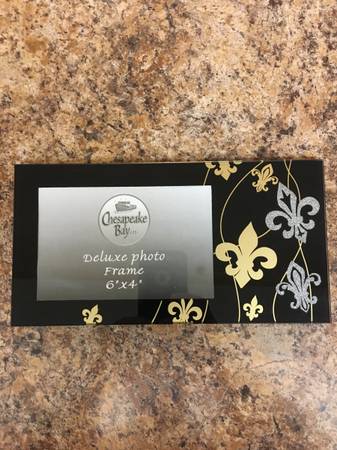 Chesapeake
Bay
Deluxe photo
Frame
6"x4"